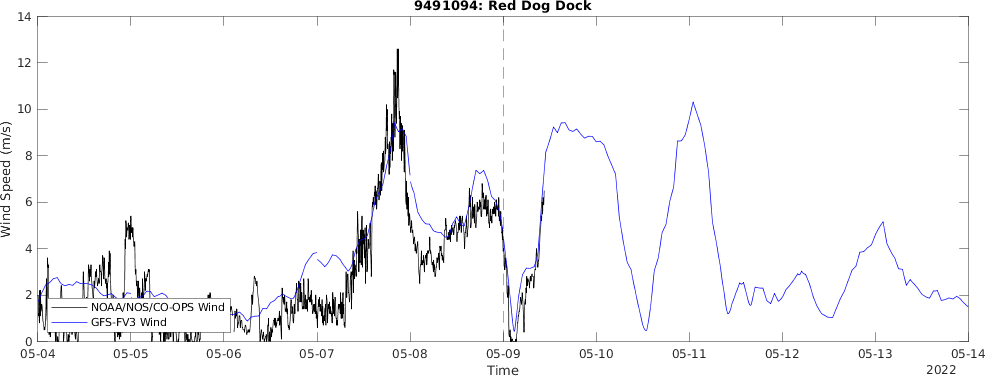 9491094: Red Dog Dock
14
12
10
8
6
4
2
0
Wind Speed (m/s)
NOAA/NOS/CO-OPS Wind
GFS-FV3 Wind
05-04 05-05 05-06 05-07 05-08 05-09 05-10 05-11 05-12 05-13 05-14
Time
2022